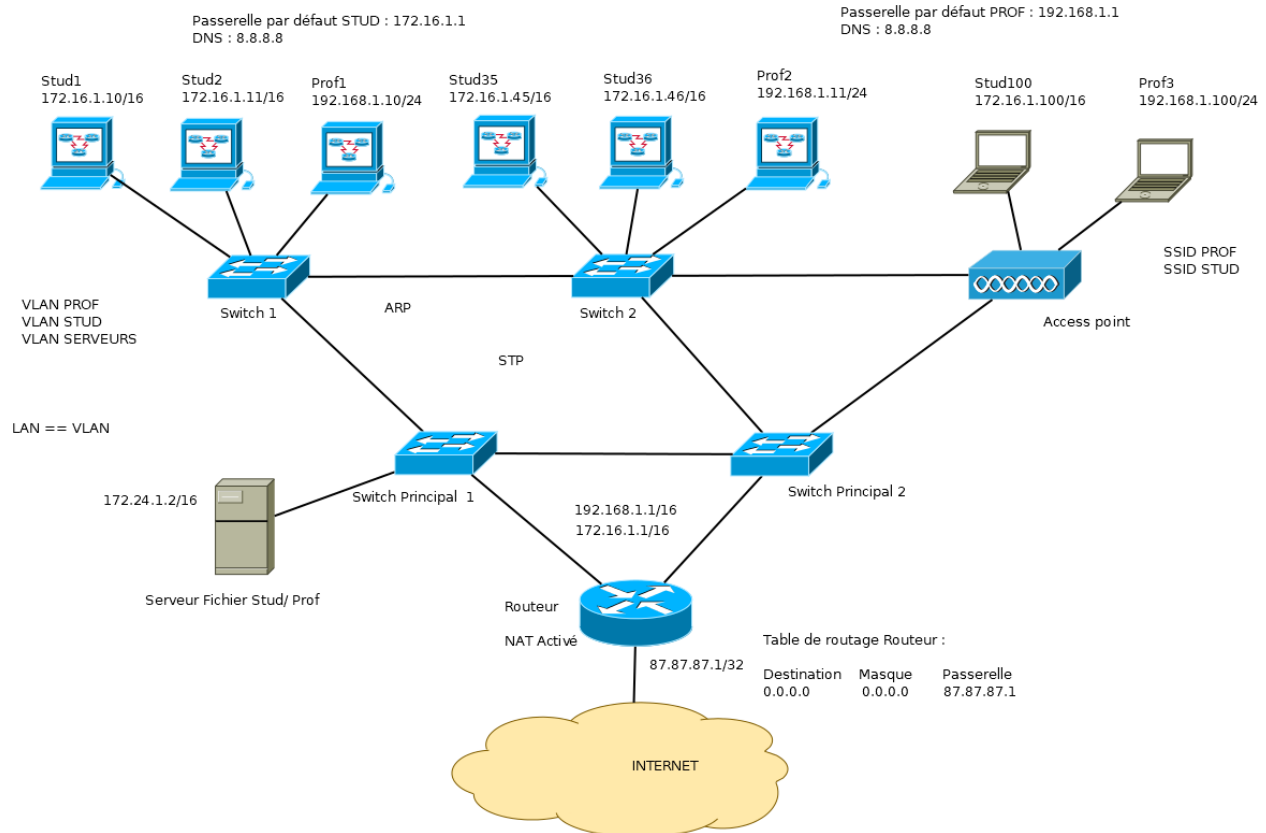 Passerelle par défaut STUD : 172.16.1.1
DNS : 8.8.8.8
Passerelle par défaut PROF : 192.168.1.1
DNS : 8.8.8.8
Stud1
172.16.1.10/16
Stud2
172.16.1.11/16
Prof1
192.168.1.10/24
Stud35
172.16.1.45/16
Stud36
172.16.1.46/16
Prof2
192.168.1.11/24
Stud100
172.16.1.100/16
Prof3
192.168.1.100/24
SSID PROF
SSID STUD
VLAN PROF
VLAN STUD
VLAN SERVEURS
Switch 1
ARP
Switch 2
Access point
STP
LAN == VLAN
172.24.1.2/16
Switch Principal 1
Switch Principal 2
192.168.1.1/16
172.16.1.1/16
Serveur Fichier Stud/ Prof
Routeur
NAT Activé
87.87.87.1/32
Table de routage Routeur :
Destination Masque Passerelle
0.0.0.0 0.0.0.0 87.87.87.1
INTERNET